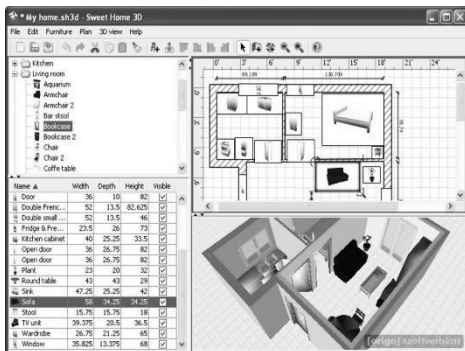 * My home.sh3d - Sweet Home 3D
File Edit Furniture Plan 3D view Help
Kitchen
Living room
Aquarium
Armchair
Armchair 2
Bar stool
Bookcase
Bookcase 2
Chair
Chair 2
Coffe table
0' 3' 6' 9' 12' 15' 18' 21' 24'
0'
3'
6'
9'
Name Width Depth Height Visible
Door 36 10 82
Double Frenc... 52 13.5 82.625
Double small ... 52 13.5 46
Fridge & Fre... 23.5 26 73
Kitchen cabinet 40 25.25 33.5
Open door 36 26.75 82
Open door 36 26.75 82
Plant 23 20 32
Round table 43 43 29
Sink 47.25 25.25 42
Sofa 58 34.25 34.25
Stool 15.75 15.75 18
TV unit 39.375 20.5 36.5
Wardrobe 26.75 21.25 65
Window 35.825 13.375 68
[origo] szoftverbázis